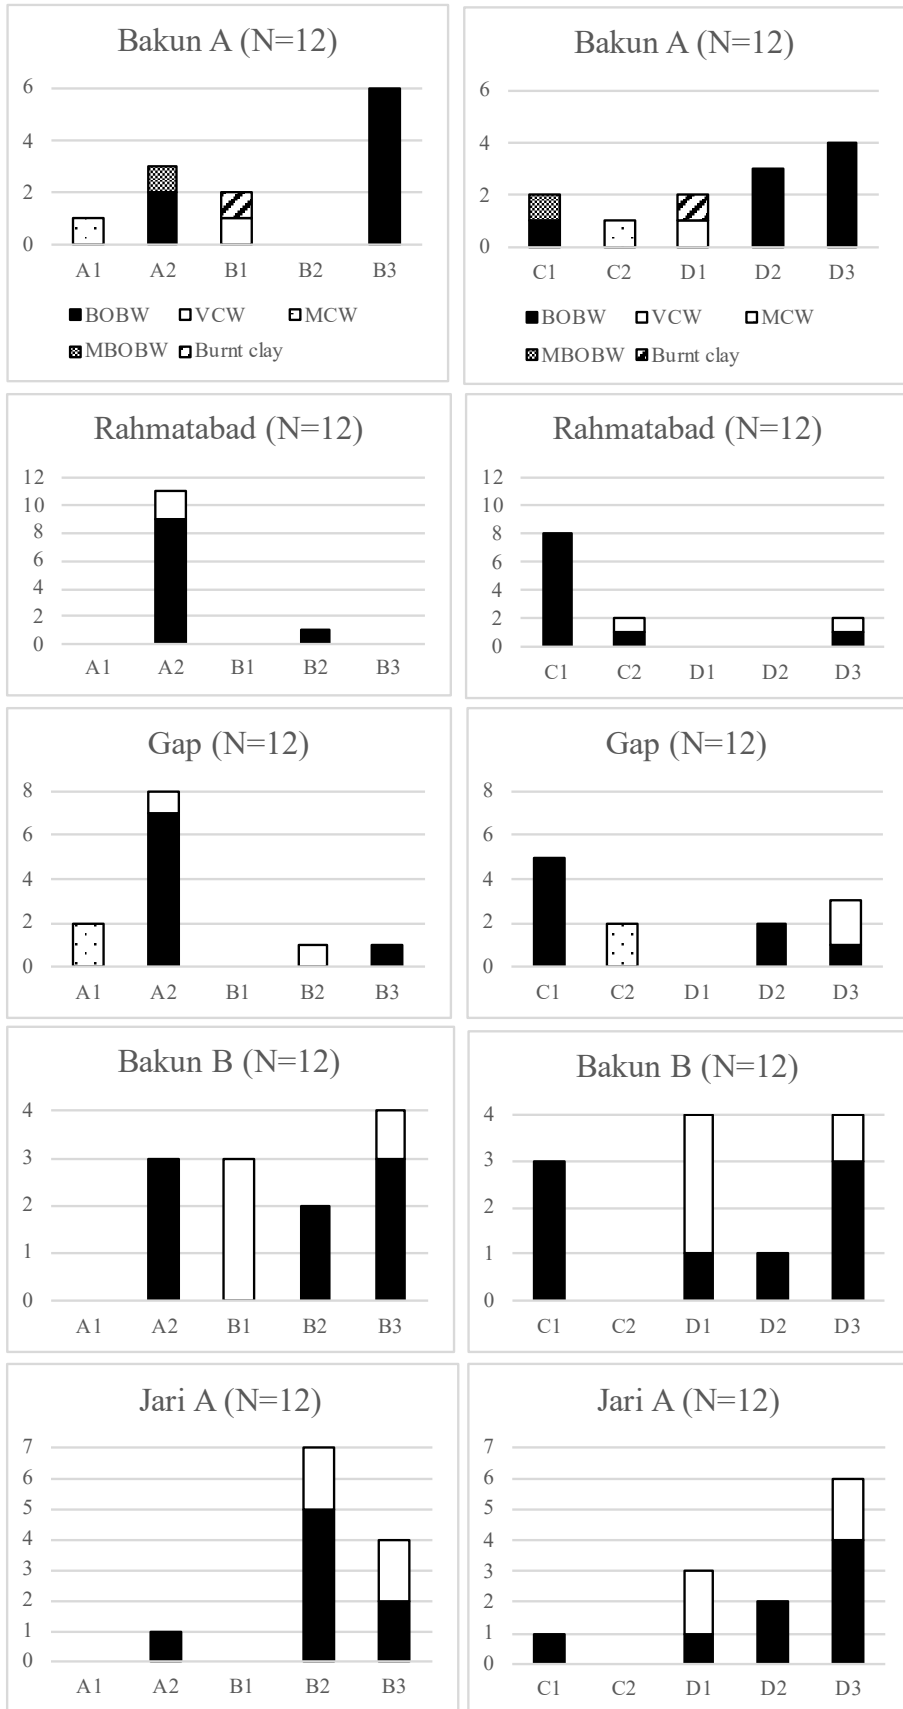 Bakun A (N=12)
6
4
2
0
A1 A2 B1 B2 B3
BOBW VCW MCW
MBOBW Burnt clay
Bakun A (N=12)
6
4
2
0
C1 C2 D1 D2 D3
BOBW VCW MCW
MBOBW Burnt clay
Rahmatabad (N=12)
12
10
8
6
4
2
0
A1 A2 B1 B2 B3
Rahmatabad (N=12)
12
10
8
6
4
2
0
C1 C2 D1 D2 D3
Gap (N=12)
8
6
4
2
0
A1 A2 B1 B2 B3
Gap (N=12)
8
6
4
2
0
C1 C2 D1 D2 D3
Bakun B (N=12)
4
3
2
1
0
A1 A2 B1 B2 B3
Bakun B (N=12)
4
3
2
1
0
C1 C2 D1 D2 D3
Jari A (N=12)
7
6
5
4
3
2
1
0
A1 A2 B1 B2 B3
Jari A (N=12)
7
6
5
4
3
2
1
0
C1 C2 D1 D2 D3